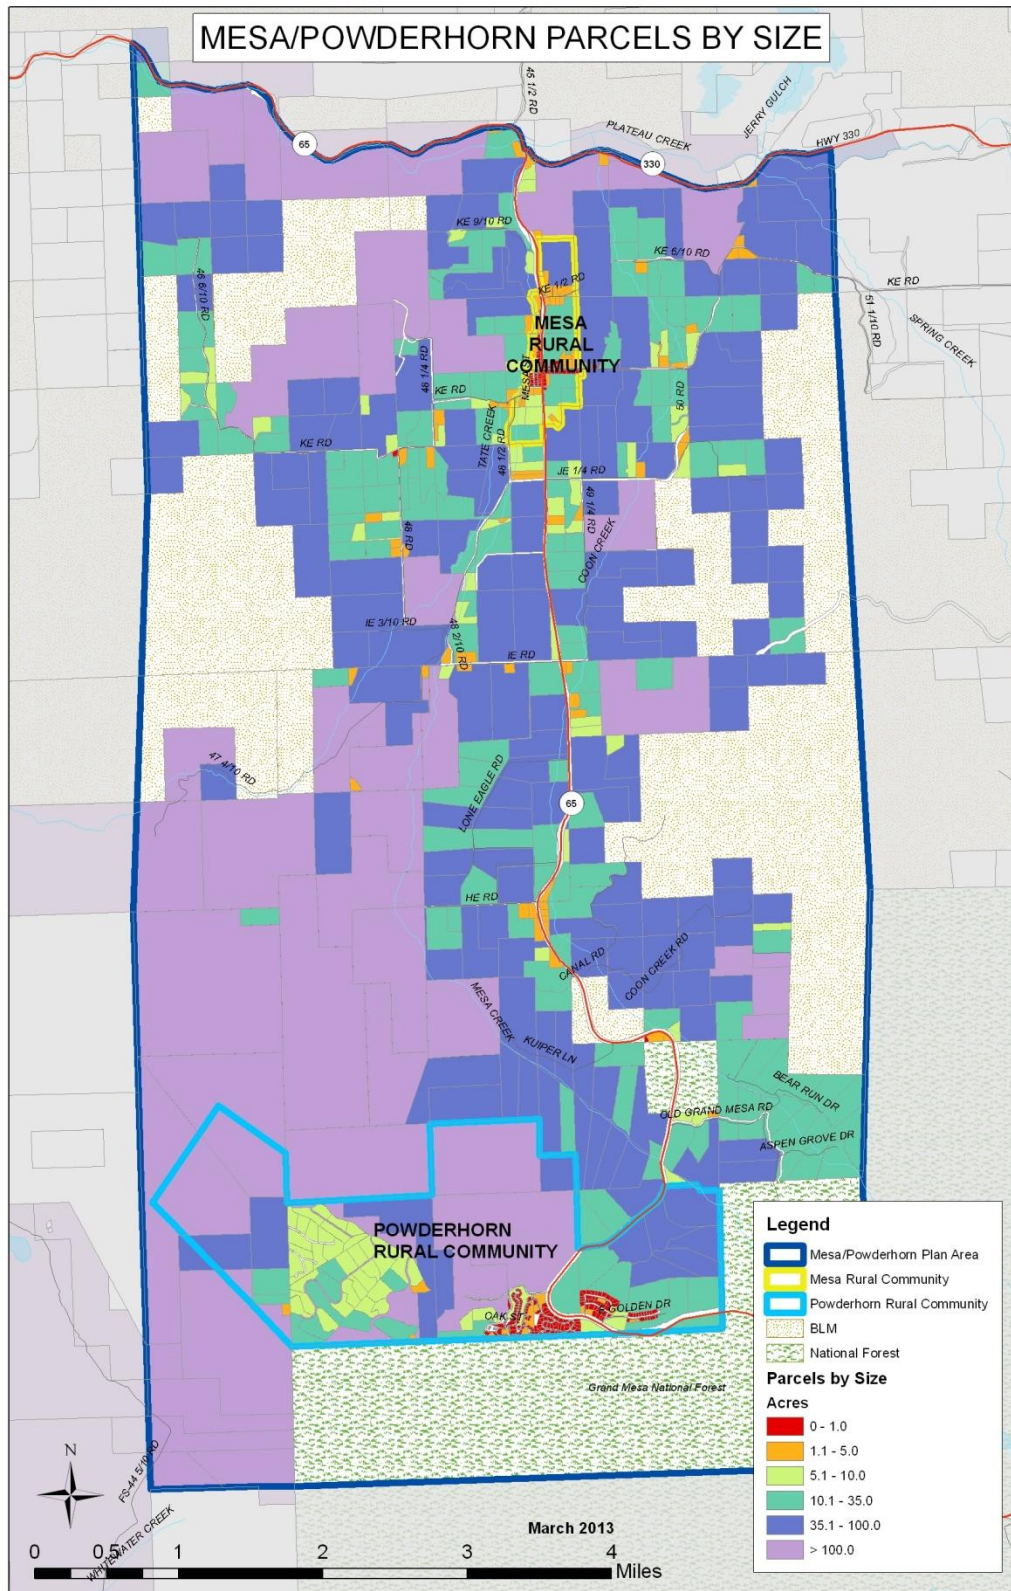 MESA/POWDERHORN PARCELS BY SIZE
45 1/2 RD
PLATEAU CREEK
JERRY GULCH
HWY 330
65
330
KE 9/10 RD
KE 6/10 RD
46 6/10 RD
KE 1/2 RD
KE RD
51 1/10 RD
SPRING CREEK
MESA
RURAL
COMMUNITY
48 1/4 RD
MESA ST
KE RD
50 RD
KE RD
TATE CREEK
48 1/2 RD
JE 1/4 RD
49 1/4 RD
48 RD
COON CREEK
IE 3/10 RD
48 2/10 RD
IE RD
47 4/10 RD
LONE EAGLE RD
65
HE RD
CANAL RD
COON CREEK RD
MESA CREEK
KUIPER LN
BEAR RUN DR
OLD GRAND MESA RD
ASPEN GROVE DR
POWDERHORN
RURAL COMMUNITY
OAK ST
GOLDEN DR
Grand Mesa National Forest
Legend
Mesa/Powderhorn Plan Area
Mesa Rural Community
Powderhorn Rural Community
BLM
National Forest
Parcels by Size
Acres
0 - 1.0
1.1 - 5.0
5.1 - 10.0
10.1 - 35.0
35.1 - 100.0
> 100.0
N
FS-44 5/10 RD
WHITEWATER CREEK
March 2013
0 0.5 1 2 3 4
Miles